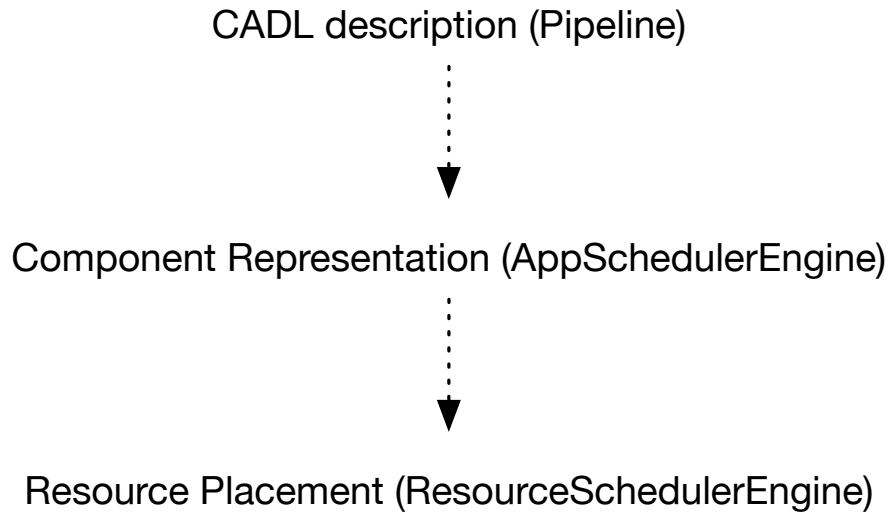 CADL description (Pipeline)
Component Representation (AppSchedulerEngine)
Resource Placement (ResourceSchedulerEngine)